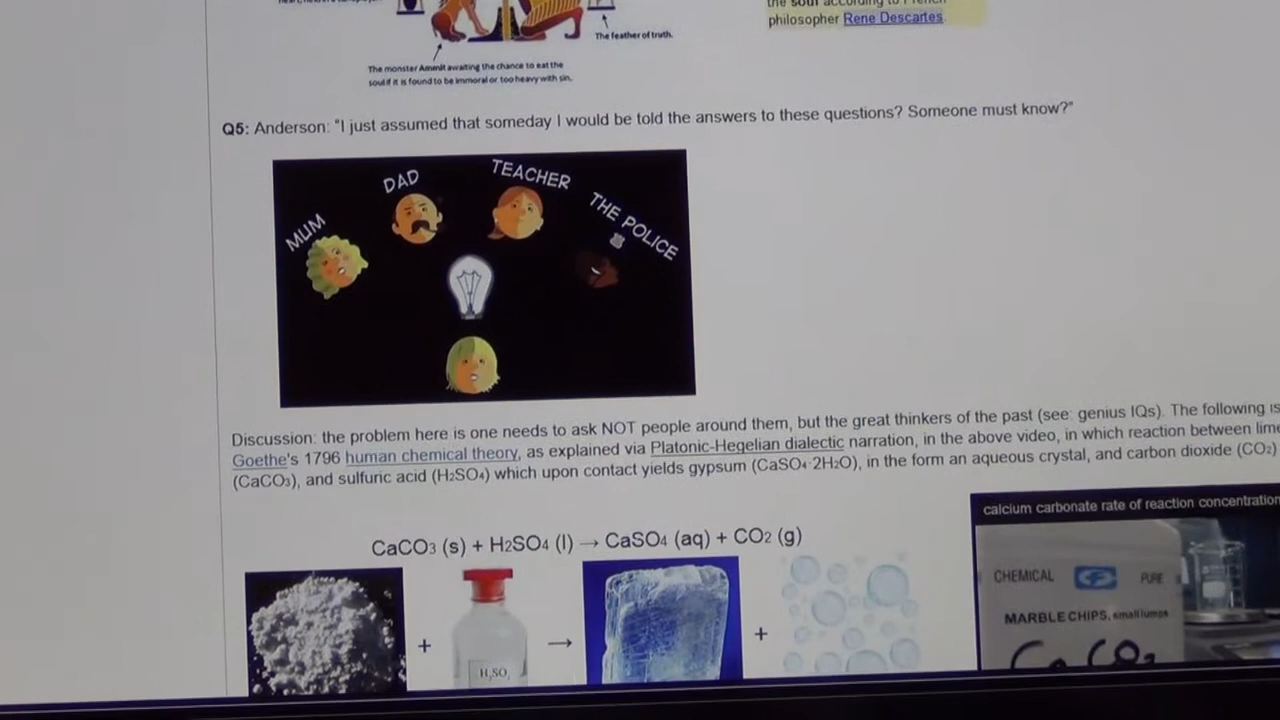 the soul according to French
philosopher Rene Descartes.
The feather of truth.
The monster Ammit awaiting the chance to eat the
soul if it is found to be immoral or too heavy with sin.
Q5: Anderson: "I just assumed that someday I would be told the answers to these questions? Someone must know?"
MUM
DAD
TEACHER
THE POLICE
Discussion: the problem here is one needs to ask NOT people around them, but the great thinkers of the past (see: genius IQs). The following is
Goethe's 1796 human chemical theory, as explained via Platonic-Hegelian dialectic narration, in the above video, in which reaction between lime
(CaCO₃), and sulfuric acid (H₂SO₄) which upon contact yields gypsum (CaSO₄·2H₂O), in the form an aqueous crystal, and carbon dioxide (CO₂)
CaCO₃ (s) + H₂SO₄ (l) → CaSO₄ (aq) + CO₂ (g)
+ → +
H₂SO₄
calcium carbonate rate of reaction concentration
CHEMICAL PURE
MARBLE CHIPS, small lumps
CaCO₃